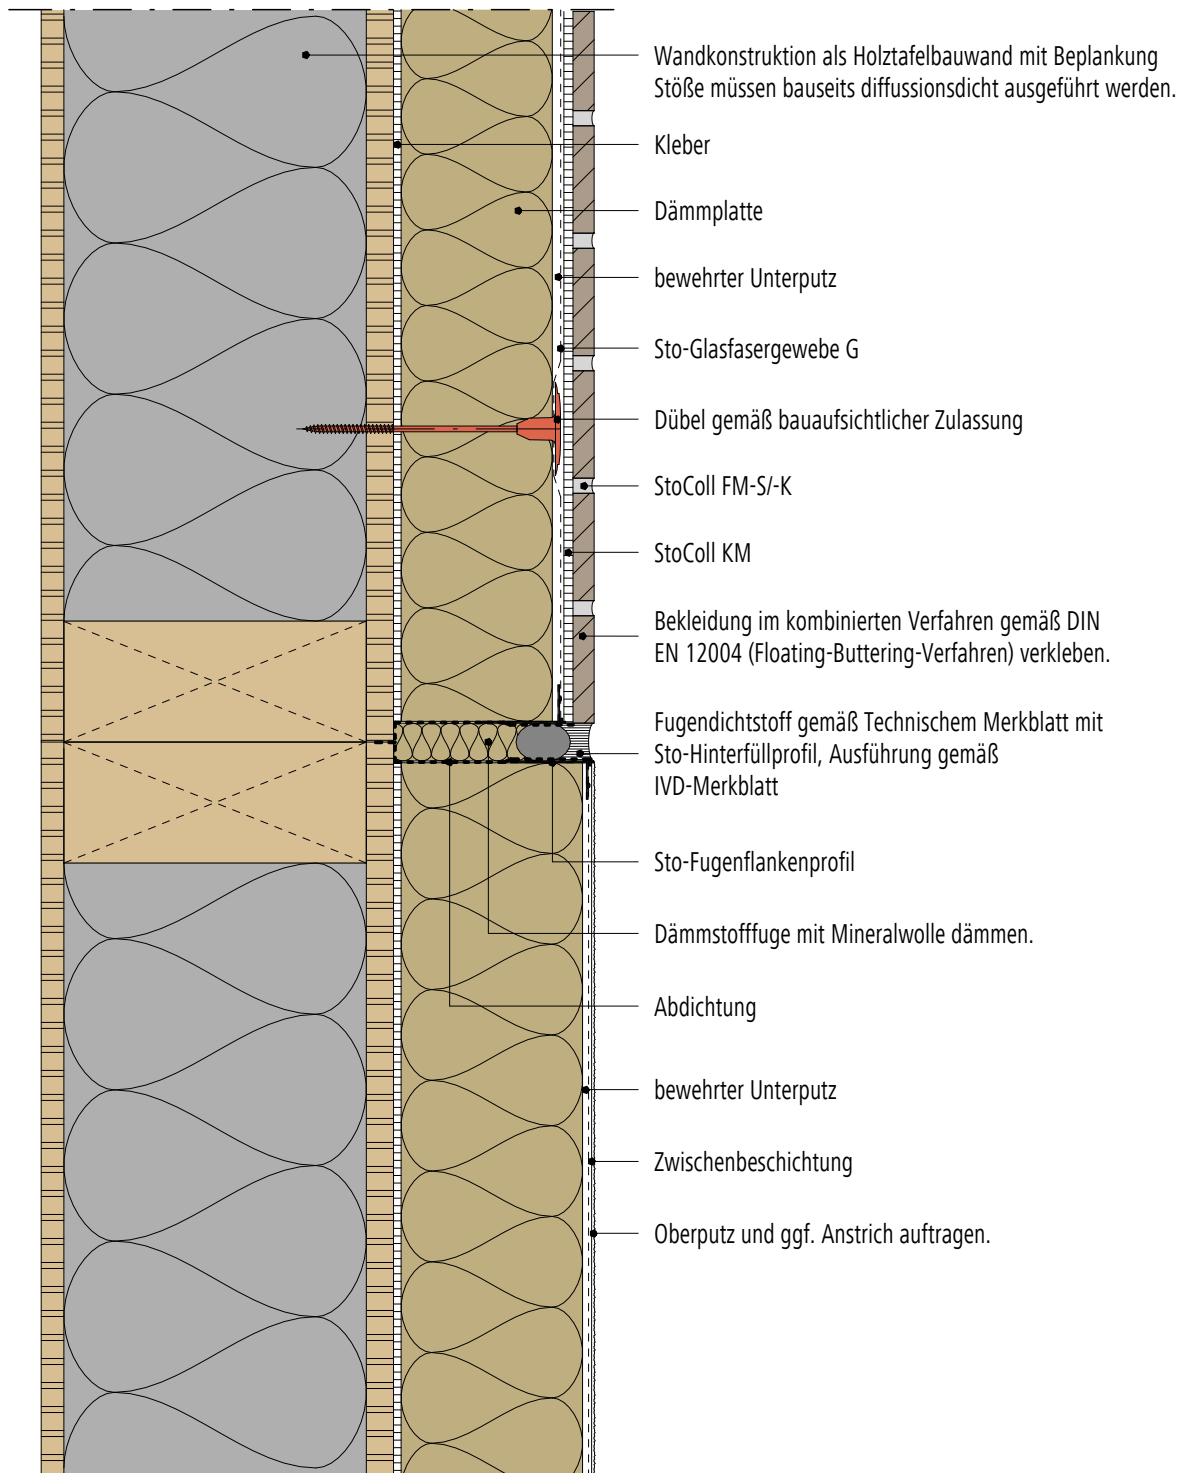 Wandkonstruktion als Holztafelbauwand mit Beplankung
Stöße müssen bauseits diffussionsdicht ausgeführt werden.
Kleber
Dämmplatte
bewehrter Unterputz
Sto-Glasfasergewebe G
Dübel gemäß bauaufsichtlicher Zulassung
StoColl FM-S/-K
StoColl KM
Bekleidung im kombinierten Verfahren gemäß DIN
EN 12004 (Floating-Buttering-Verfahren) verkleben.
Fugendichtstoff gemäß Technischem Merkblatt mit
Sto-Hinterfüllprofil, Ausführung gemäß
IVD-Merkblatt
Sto-Fugenflankenprofil
Dämmstofffuge mit Mineralwolle dämmen.
Abdichtung
bewehrter Unterputz
Zwischenbeschichtung
Oberputz und ggf. Anstrich auftragen.